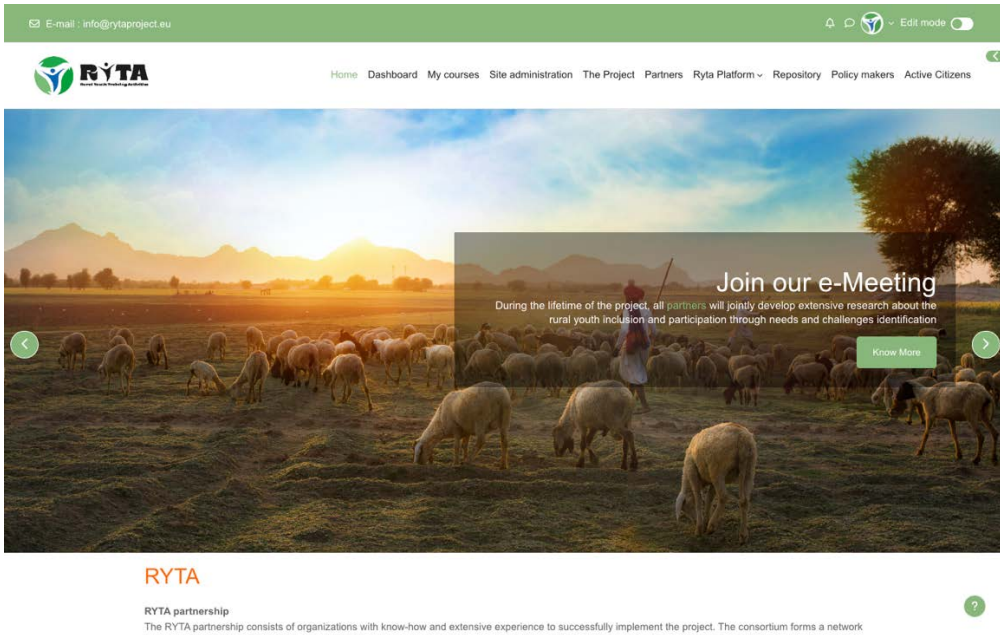 E-mail : info@rytaproject.eu
Edit mode
RYTA
Rural Youth Training Activities
Home Dashboard My courses Site administration The Project Partners Ryta Platform Repository Policy makers Active Citizens
Join our e-Meeting
During the lifetime of the project, all partners will jointly develop extensive research about the
rural youth inclusion and participation through needs and challenges identification
Know More
RYTA
RYTA partnership
The RYTA partnership consists of organizations with know-how and extensive experience to successfully implement the project. The consortium forms a network
?